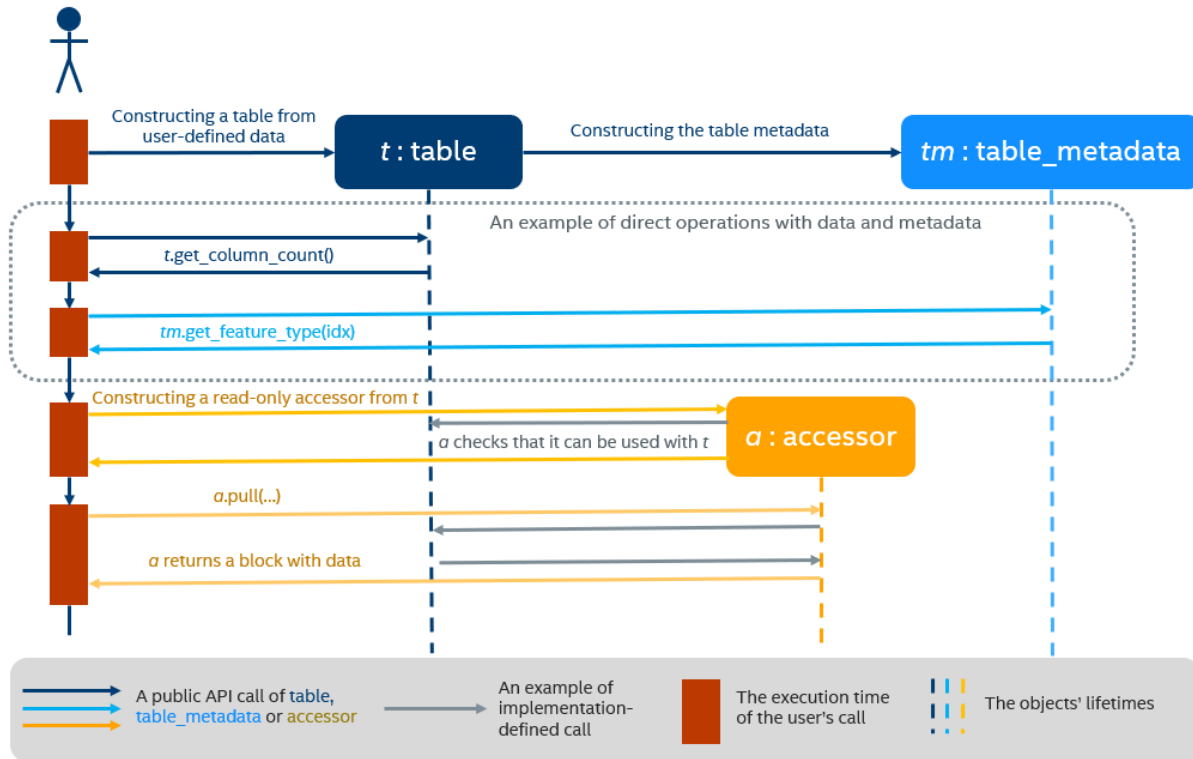 Constructing a table from
user-defined data
t : table
Constructing the table metadata
tm : table_metadata
An example of direct operations with data and metadata
t.get_column_count()
tm.get_feature_type(idx)
Constructing a read-only accessor from t
a checks that it can be used with t
a : accessor
a.pull(...)
a returns a block with data
A public API call of table,
table_metadata or accessor
An example of
implementation-
defined call
The execution time
of the user's call
The objects' lifetimes